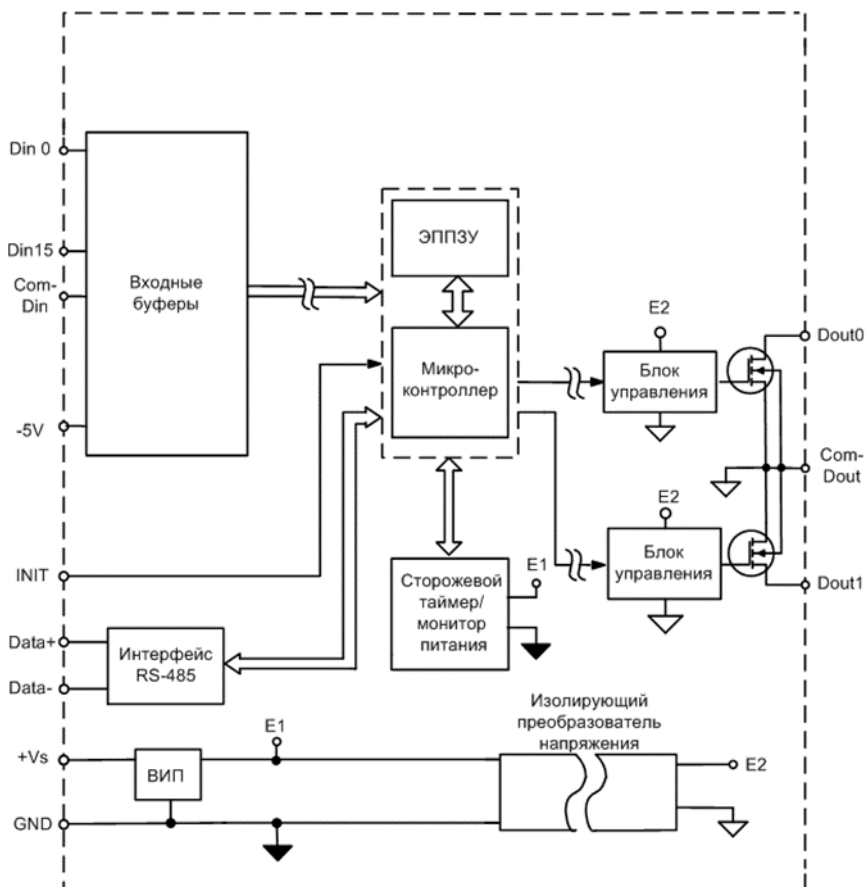 Din 0
Din15
Com-
Din
-5V
Входные
буферы
ЭППЗУ
Микро-
контроллер
E2
Блок
управления
Dout0
Com-
Dout
E2
Блок
управления
Dout1
INIT
Сторожевой
таймер/
монитор
питания
E1
Data+
Data-
Интерфейс
RS-485
+Vs
GND
ВИП
E1
Изолирующий
преобразователь
напряжения
E2